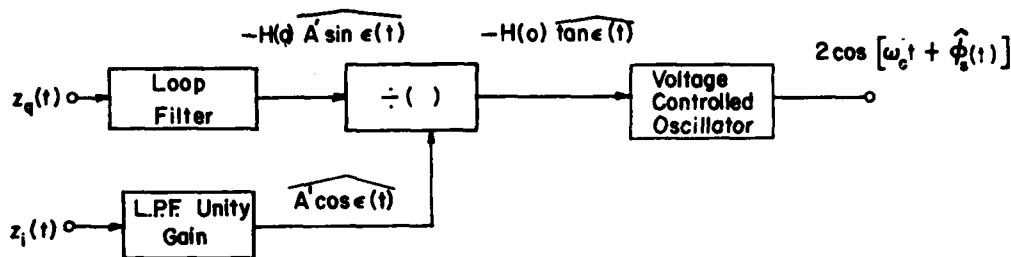 -H(o) A' sin ϵ(t)
-H(o) tan ϵ(t)
2 cos [ω_c t + φ̂_s(t)]
z_q(t)
Loop
Filter
÷( )
Voltage
Controlled
Oscillator
A' cos ϵ(t)
z_i(t)
L.P.F. Unity
Gain